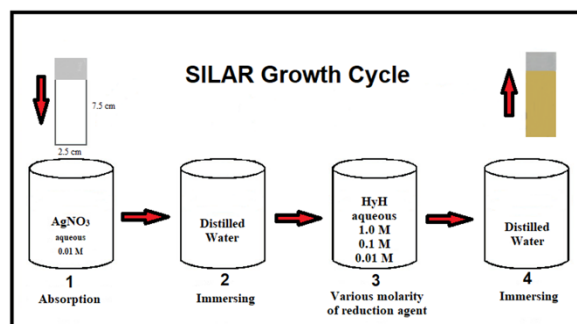 SILAR Growth Cycle
7.5 cm
2.5 cm
AgNO₃
aqueous
0.01 M
Distilled
Water
HyH
aqueous
1.0 M
0.1 M
0.01 M
Distilled
Water
1
Absorption
2
Immersing
3
Various molarity
of reduction agent
4
Immersing